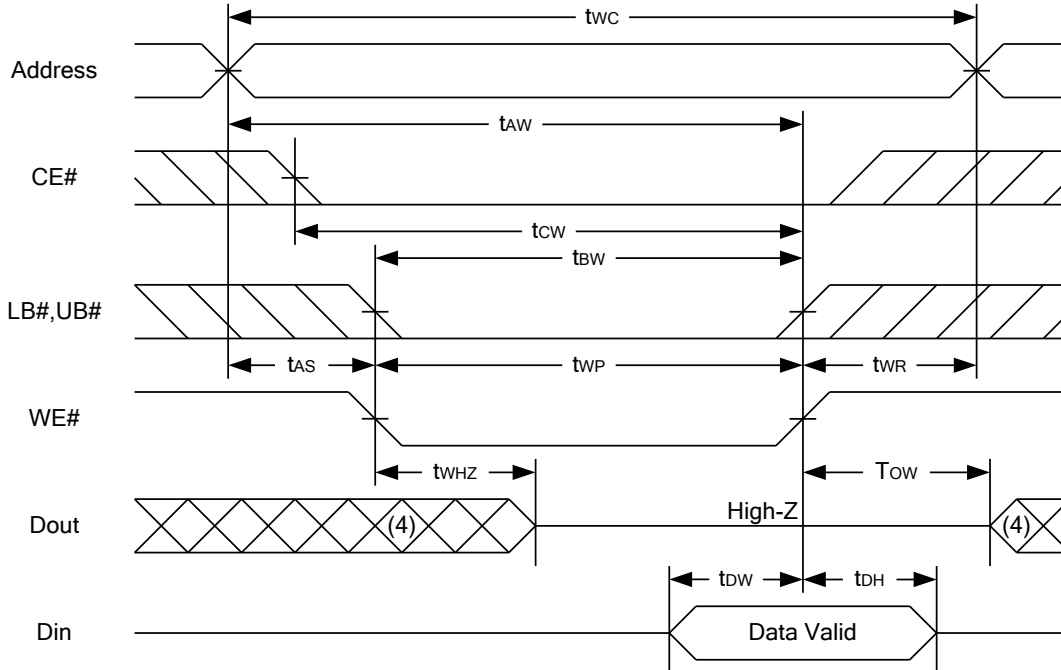 tWC
Address
tAW
CE#
tCW
tBW
LB#,UB#
tAS
tWP
tWR
WE#
tWHZ
TOW
Dout
(4)
High-Z
(4)
tDW
tDH
Din
Data Valid